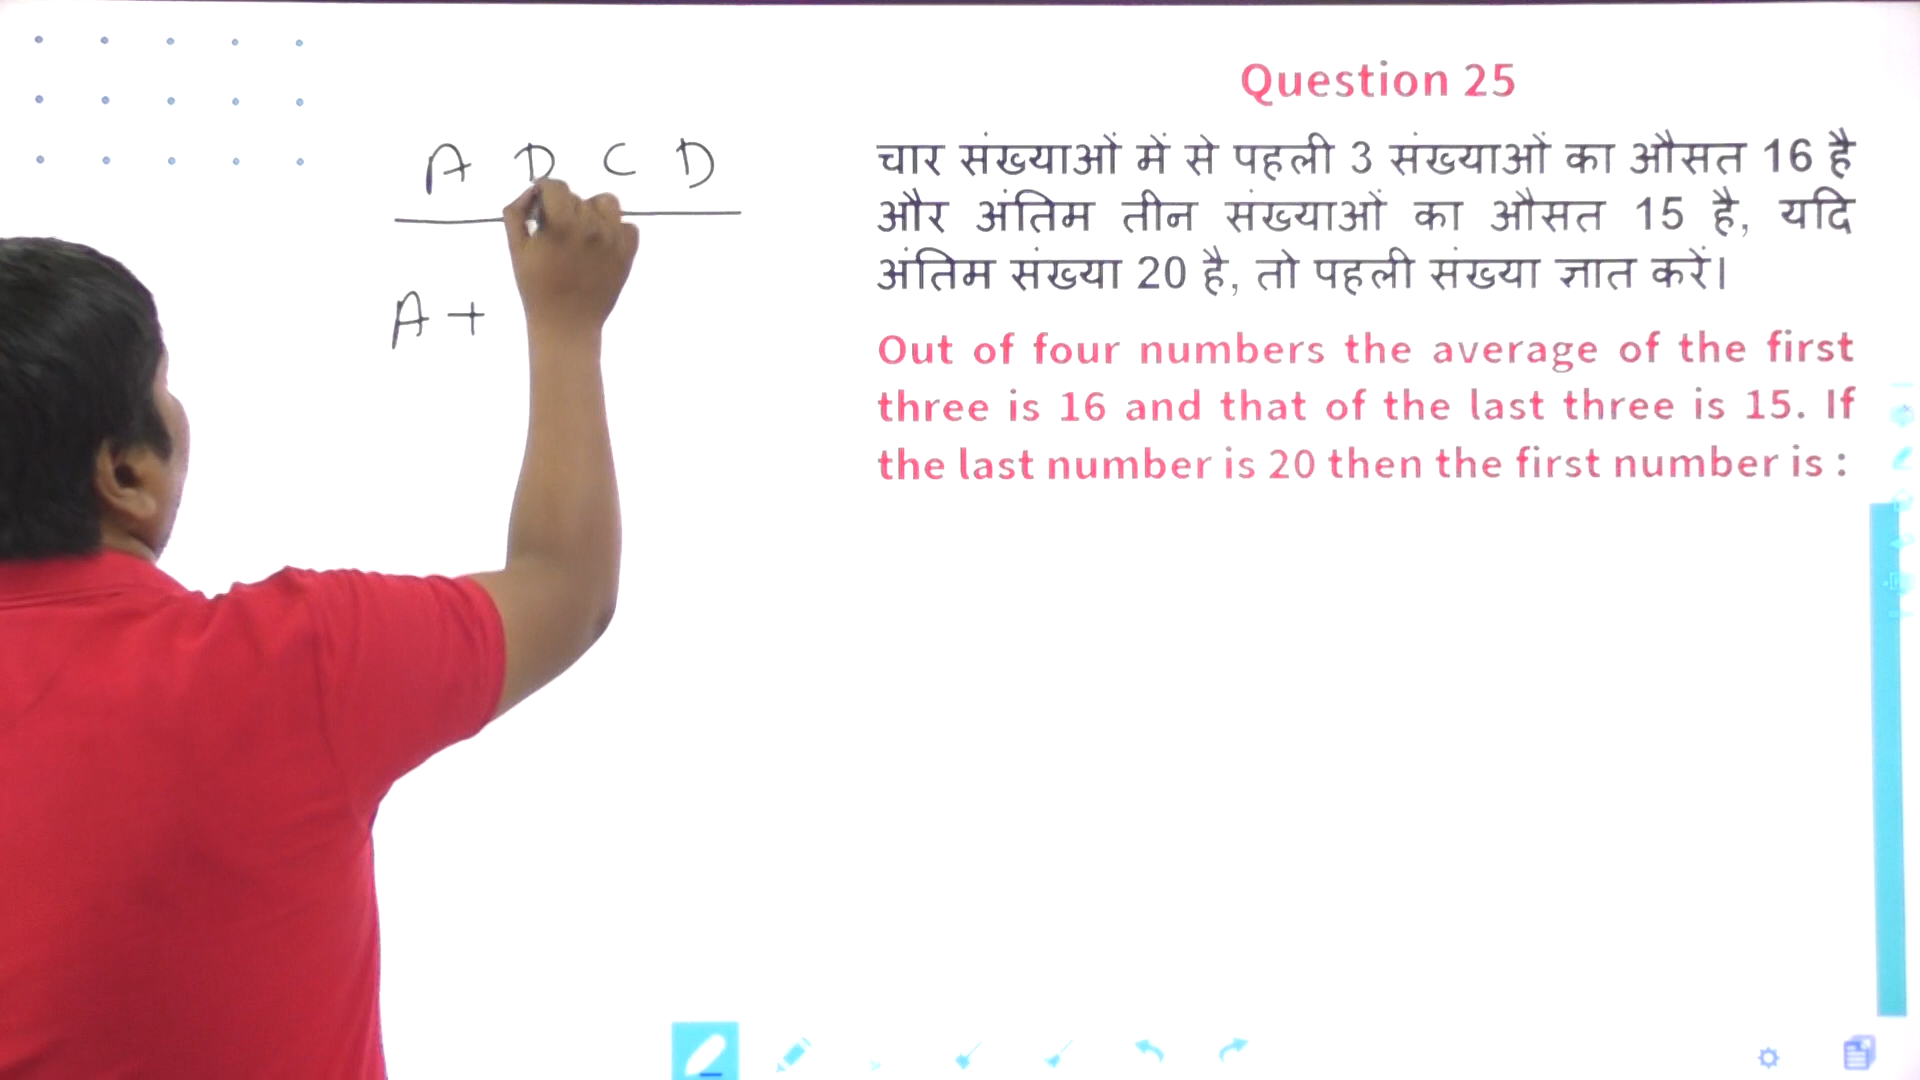 Question 25
A D C D
चार संख्याओं में से पहली 3 संख्याओं का औसत 16 है
और अंतिम तीन संख्याओं का औसत 15 है, यदि
अंतिम संख्या 20 है, तो पहली संख्या ज्ञात करें।
A +
Out of four numbers the average of the first
three is 16 and that of the last three is 15. If
the last number is 20 then the first number is :